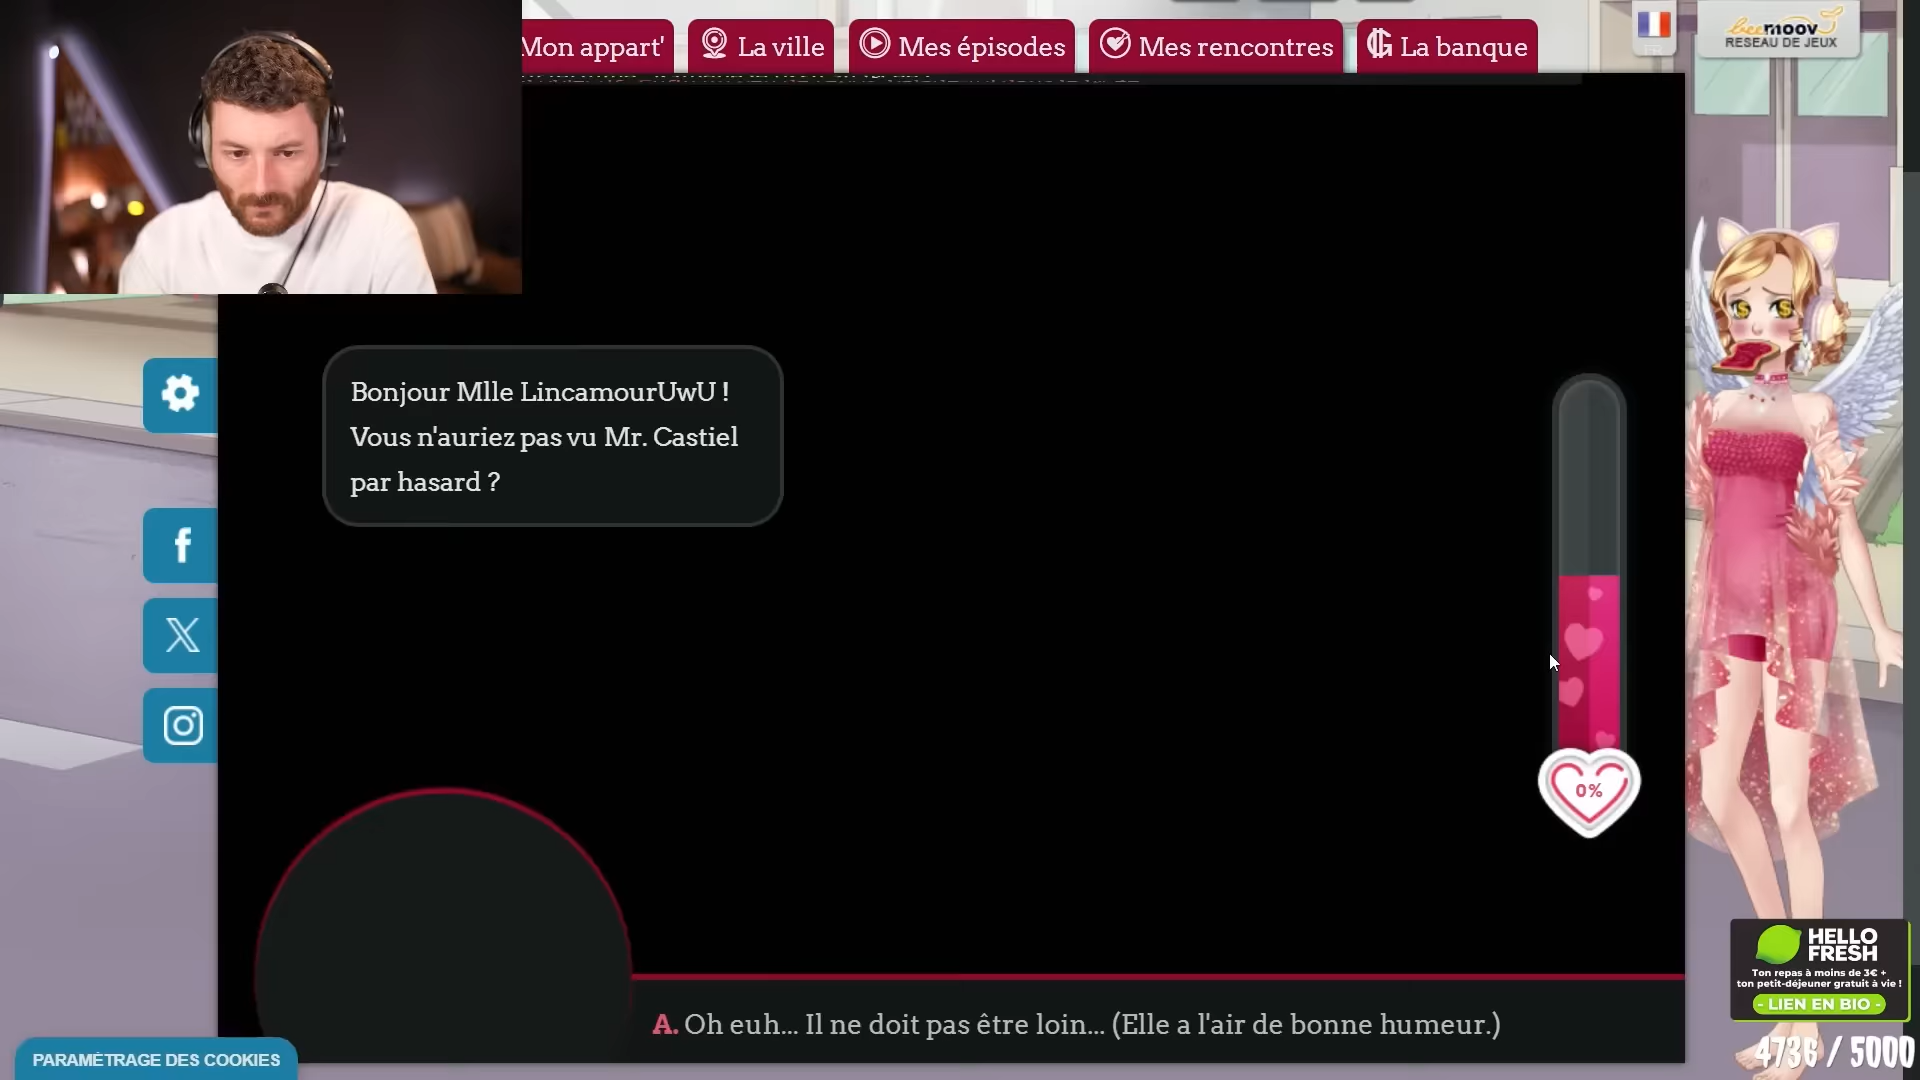 Mon appart'
La ville
Mes épisodes
Mes rencontres
La banque
FR
beemoov
RESEAU DE JEUX
Bonjour Mlle LincamourUwU !
Vous n'auriez pas vu Mr. Castiel
par hasard ?
0%
A. Oh euh... Il ne doit pas être loin... (Elle a l'air de bonne humeur.)
HELLO
FRESH
Ton repas à moins de 3€ +
ton petit-déjeuner gratuit à vie !
- LIEN EN BIO -
PARAMÉTRAGE DES COOKIES
4736 / 5000